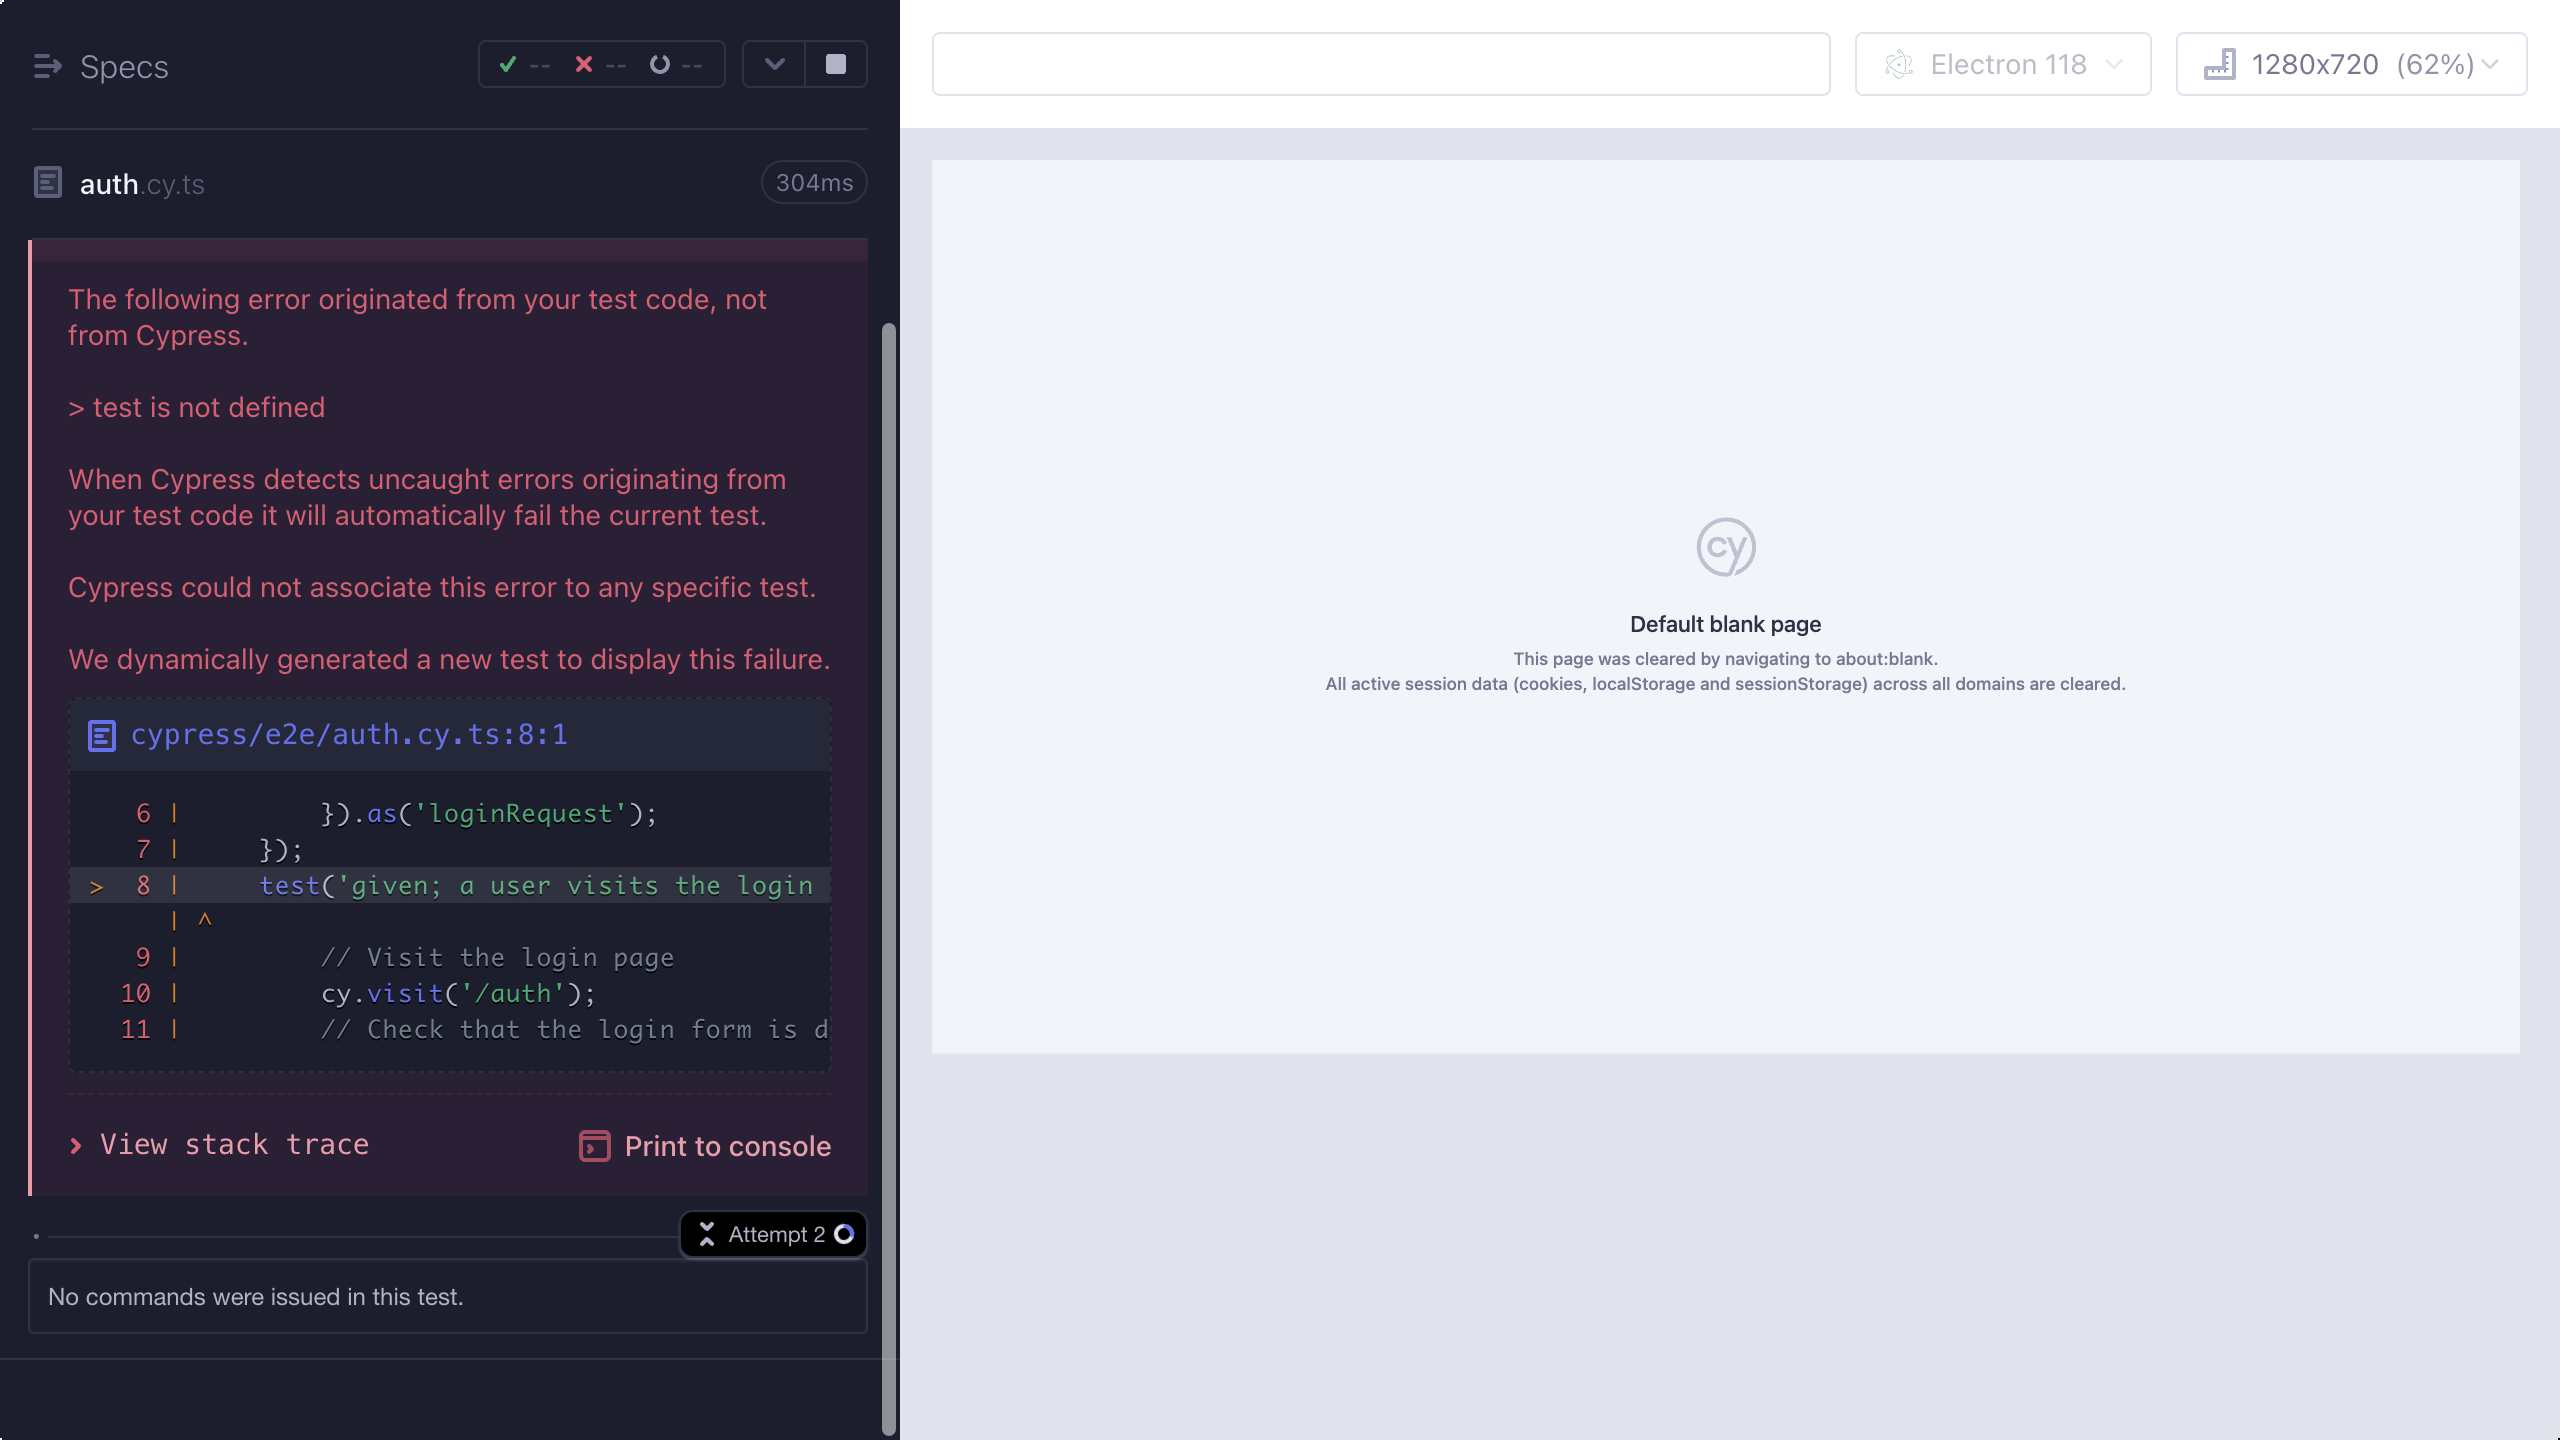 Specs
--
--
--
auth.cy.ts
304ms
The following error originated from your test code, not
from Cypress.
> test is not defined
When Cypress detects uncaught errors originating from
your test code it will automatically fail the current test.
Cypress could not associate this error to any specific test.
We dynamically generated a new test to display this failure.
cypress/e2e/auth.cy.ts:8:1
6 |         }).as('loginRequest');
7 |     });
> 8 |     test('given; a user visits the login
| ^
9 |         // Visit the login page
10 |         cy.visit('/auth');
11 |         // Check that the login form is d
View stack trace
Print to console
Attempt 2
No commands were issued in this test.
Electron 118
1280x720 (62%)
cy
Default blank page
This page was cleared by navigating to about:blank.
All active session data (cookies, localStorage and sessionStorage) across all domains are cleared.